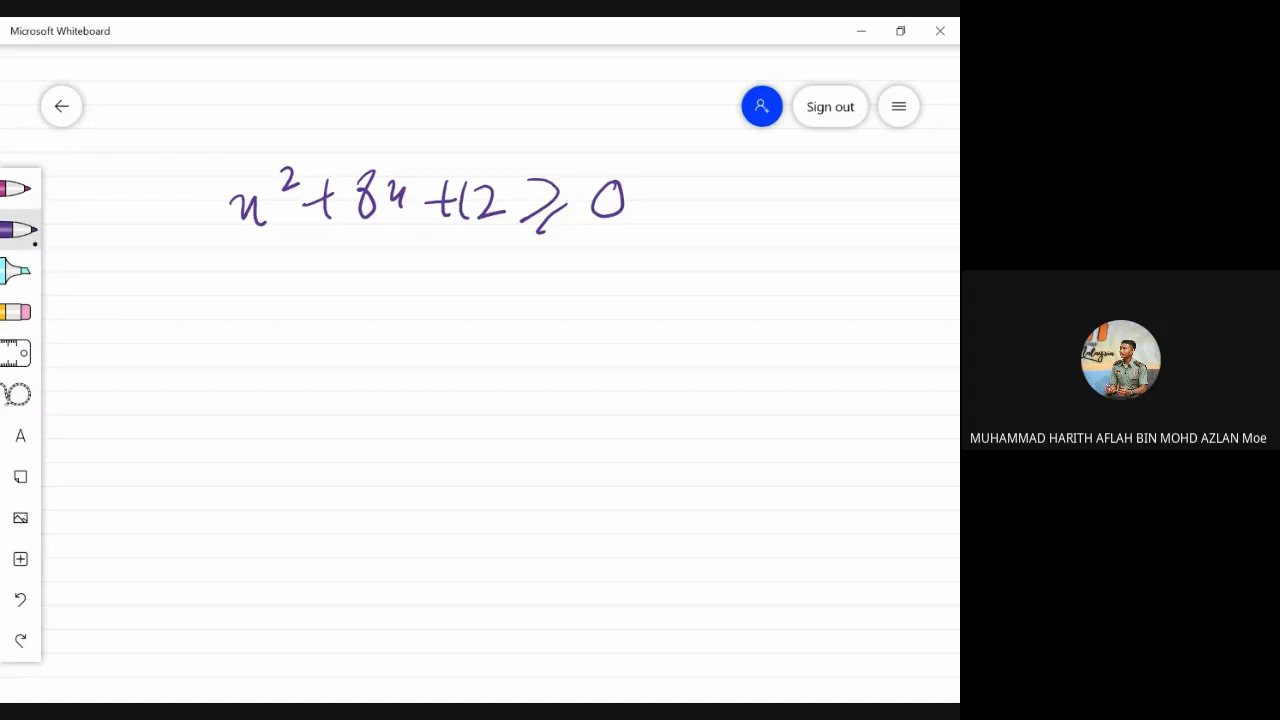 Microsoft Whiteboard
Sign out
x² + 8x + 12 ⩾ 0
A
MUHAMMAD HARITH AFLAH BIN MOHD AZLAN Moe